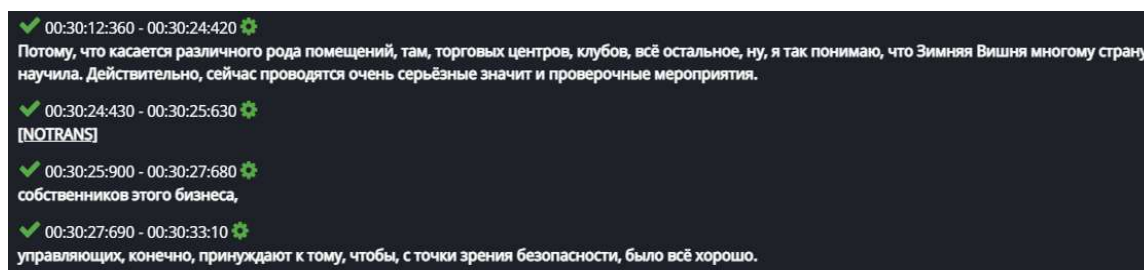 00:30:12:360 - 00:30:24:420
Потому, что касается различного рода помещений, там, торговых центров, клубов, всё остальное, ну, я так понимаю, что Зимняя Вишня многому страну
научила. Действительно, сейчас проводятся очень серьёзные значит и проверочные мероприятия.
00:30:24:430 - 00:30:25:630
[NOTRANS]
00:30:25:900 - 00:30:27:680
собственников этого бизнеса,
00:30:27:690 - 00:30:33:10
управляющих, конечно, принуждают к тому, чтобы, с точки зрения безопасности, было всё хорошо.